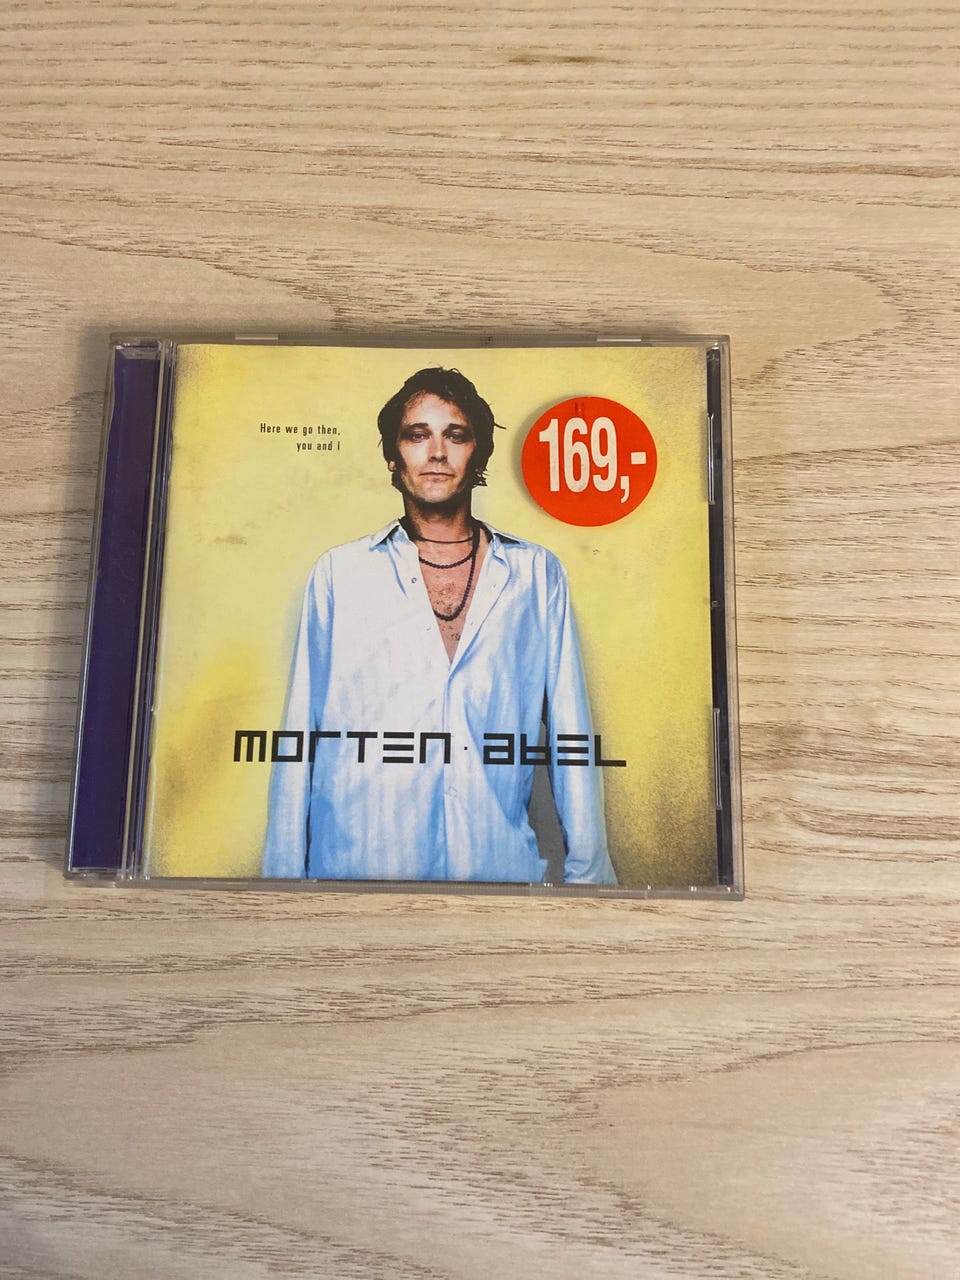 Here we go then,
you and I
169,-
morten · abel